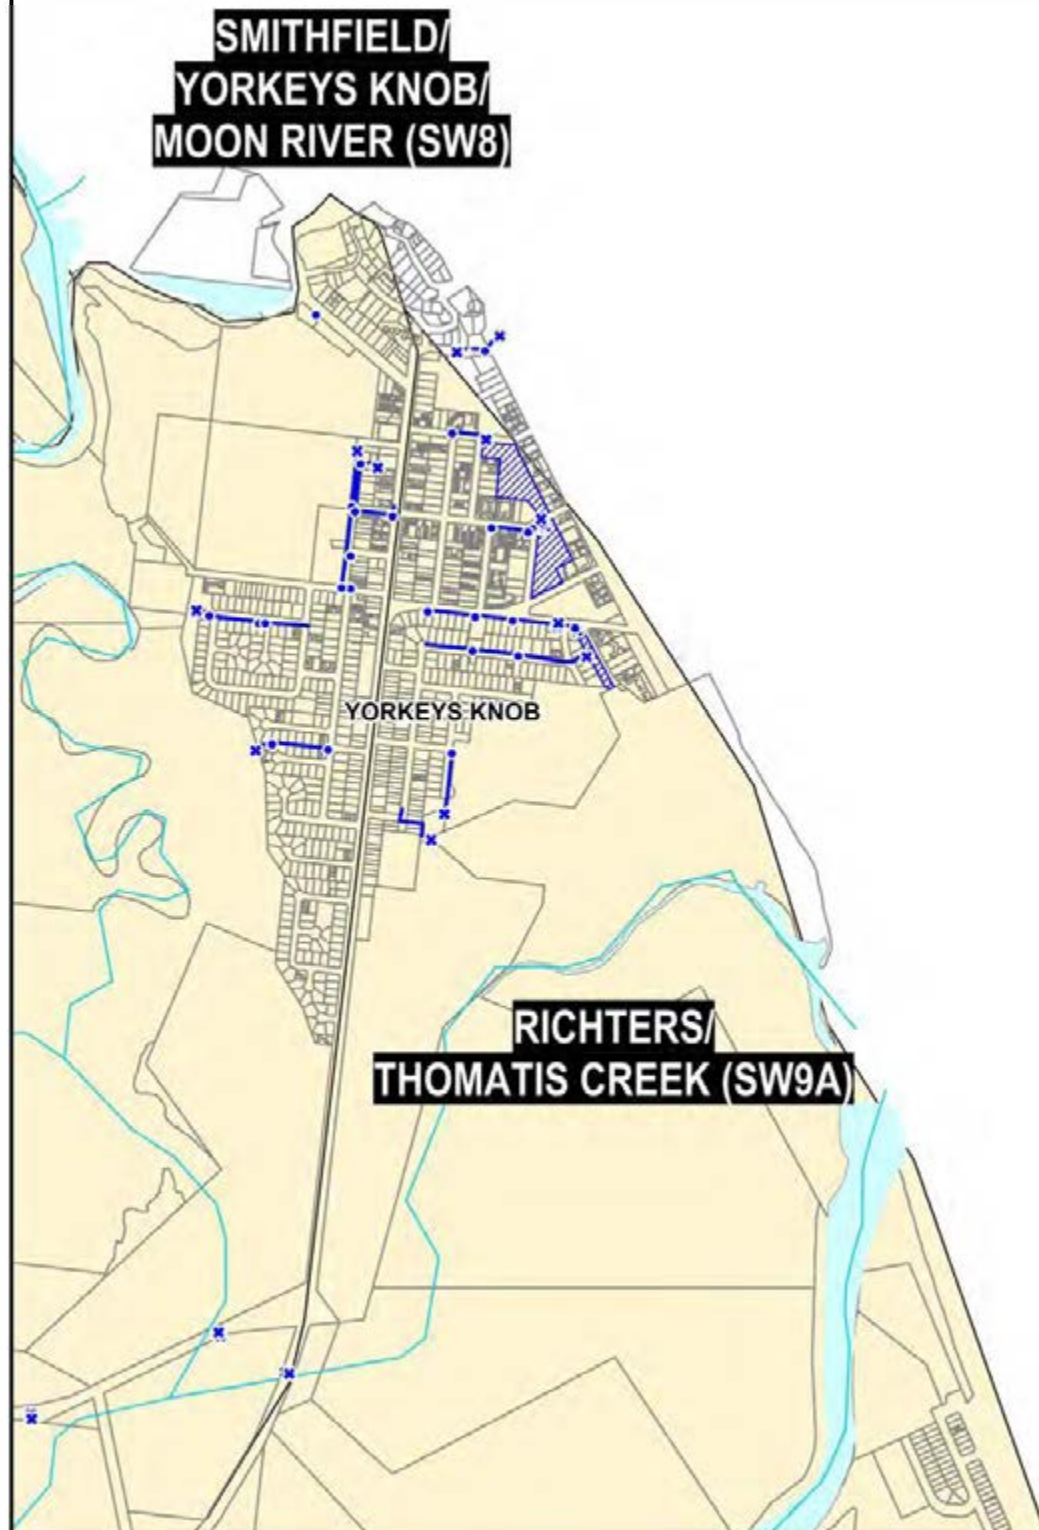 SMITHFIELD/
YORKEYS KNOB/
MOON RIVER (SW8)
YORKEYS KNOB
RICHTERS/
THOMATIS CREEK (SW9A)